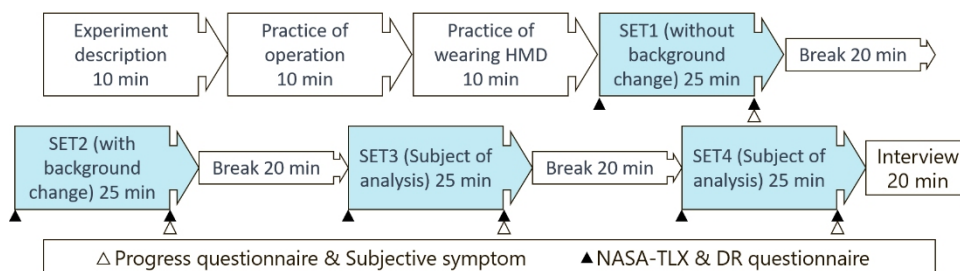 Experiment
description
10 min
Practice of
operation
10 min
Practice of
wearing HMD
10 min
SET1 (without
background
change) 25 min
Break 20 min
SET2 (with
background
change) 25 min
Break 20 min
SET3 (Subject of
analysis) 25 min
Break 20 min
SET4 (Subject of
analysis) 25 min
Interview
20 min
△ Progress questionnaire & Subjective symptom ▲ NASA-TLX & DR questionnaire